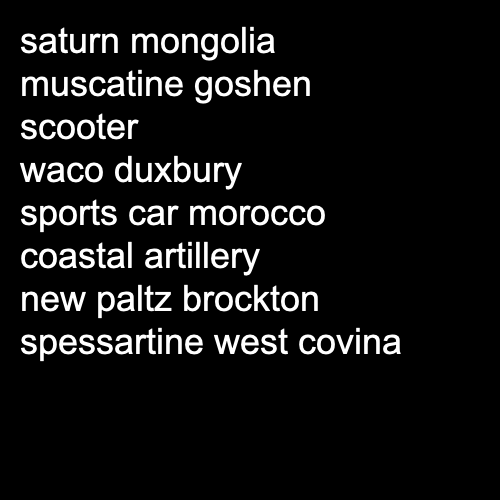 saturn mongolia
muscatine goshen
scooter
waco duxbury
sports car morocco
coastal artillery
new paltz brockton
spessartine west covina